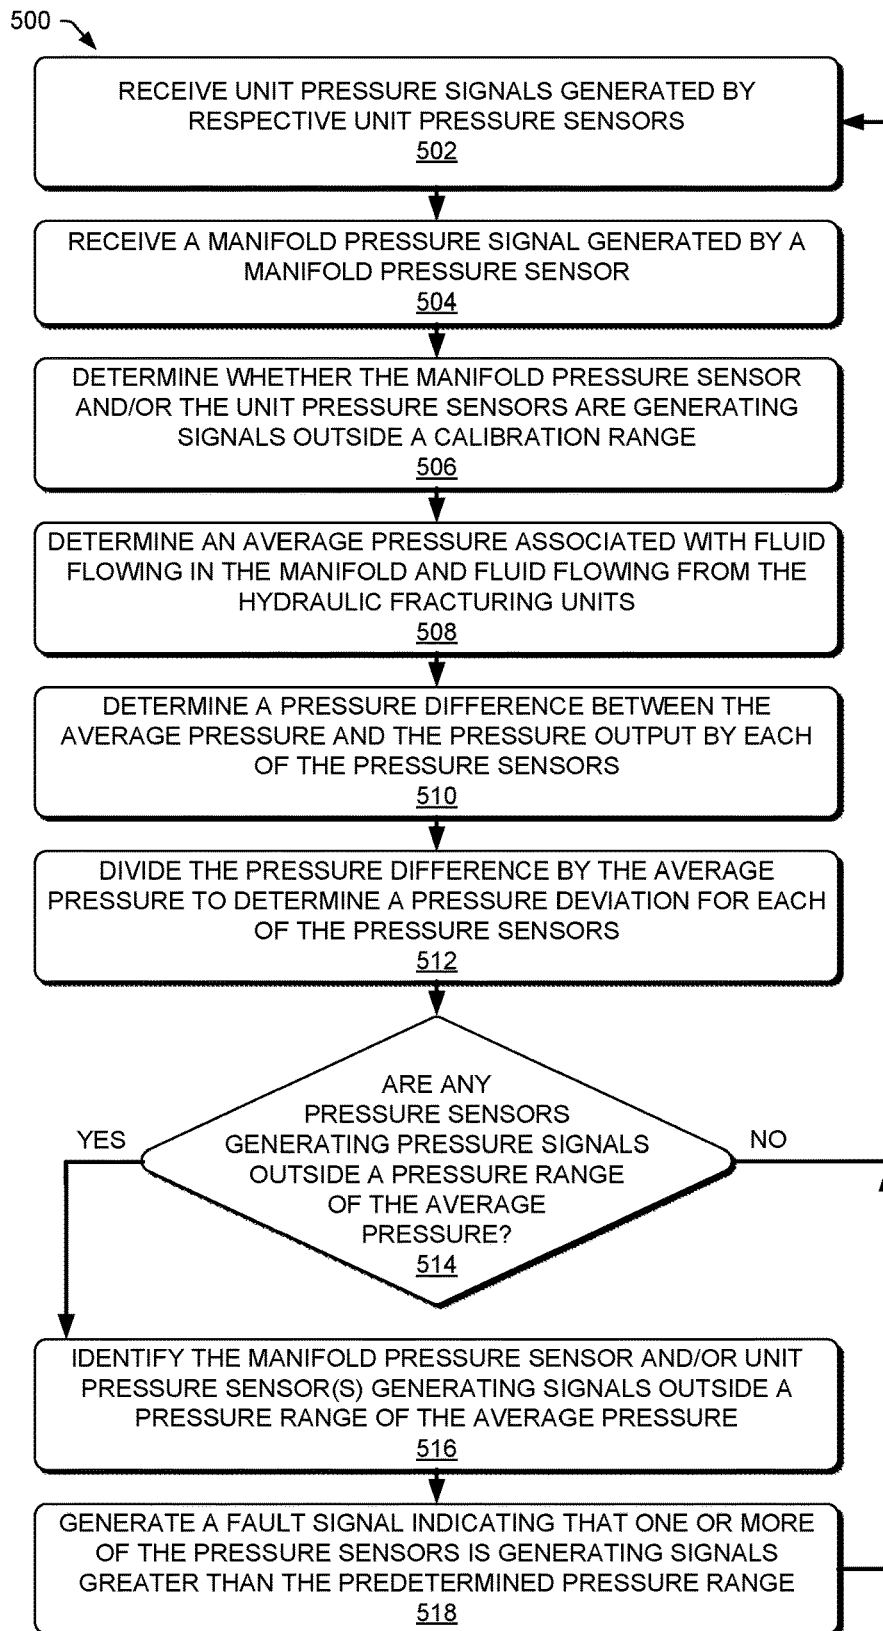 500
RECEIVE UNIT PRESSURE SIGNALS GENERATED BY
RESPECTIVE UNIT PRESSURE SENSORS
502
RECEIVE A MANIFOLD PRESSURE SIGNAL GENERATED BY A
MANIFOLD PRESSURE SENSOR
504
DETERMINE WHETHER THE MANIFOLD PRESSURE SENSOR
AND/OR THE UNIT PRESSURE SENSORS ARE GENERATING
SIGNALS OUTSIDE A CALIBRATION RANGE
506
DETERMINE AN AVERAGE PRESSURE ASSOCIATED WITH FLUID
FLOWING IN THE MANIFOLD AND FLUID FLOWING FROM THE
HYDRAULIC FRACTURING UNITS
508
DETERMINE A PRESSURE DIFFERENCE BETWEEN THE
AVERAGE PRESSURE AND THE PRESSURE OUTPUT BY EACH
OF THE PRESSURE SENSORS
510
DIVIDE THE PRESSURE DIFFERENCE BY THE AVERAGE
PRESSURE TO DETERMINE A PRESSURE DEVIATION FOR EACH
OF THE PRESSURE SENSORS
512
ARE ANY
PRESSURE SENSORS
GENERATING PRESSURE SIGNALS
OUTSIDE A PRESSURE RANGE
OF THE AVERAGE
PRESSURE?
514
YES
NO
IDENTIFY THE MANIFOLD PRESSURE SENSOR AND/OR UNIT
PRESSURE SENSOR(S) GENERATING SIGNALS OUTSIDE A
PRESSURE RANGE OF THE AVERAGE PRESSURE
516
GENERATE A FAULT SIGNAL INDICATING THAT ONE OR MORE
OF THE PRESSURE SENSORS IS GENERATING SIGNALS
GREATER THAN THE PREDETERMINED PRESSURE RANGE
518